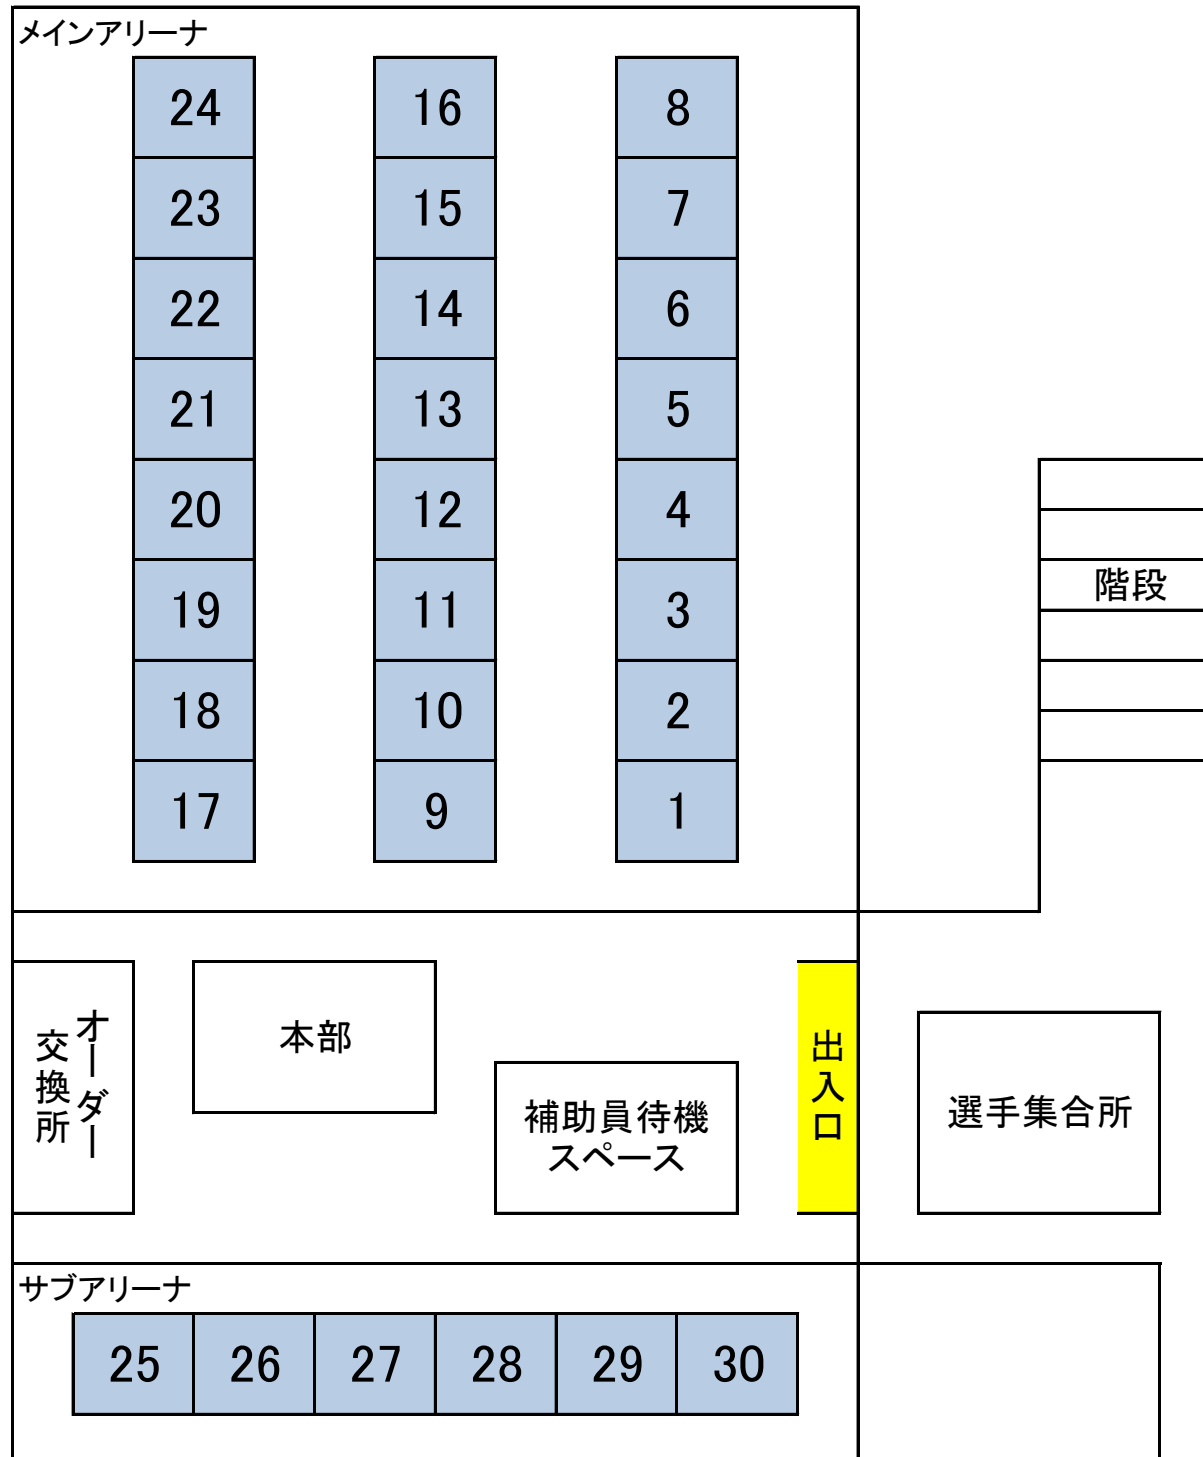 メインアリーナ
24 16 8
23 15 7
22 14 6
21 13 5
20 12 4
階段
19 11 3
18 10 2
17 9 1
オーダー
交換所
本部
補助員待機
スペース
出入口
選手集合所
サブアリーナ
25 26 27 28 29 30